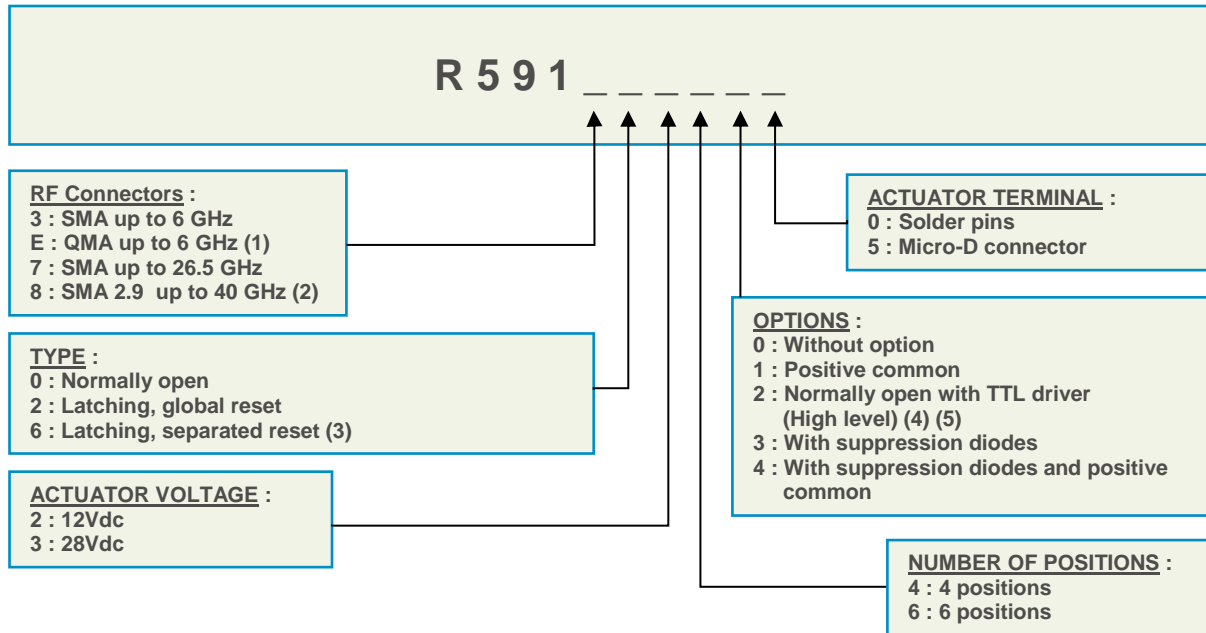 R 5 9 1 _ _ _ _ _ _
RF Connectors :
3 : SMA up to 6 GHz
E : QMA up to 6 GHz (1)
7 : SMA up to 26.5 GHz
8 : SMA 2.9 up to 40 GHz (2)
TYPE :
0 : Normally open
2 : Latching, global reset
6 : Latching, separated reset (3)
ACTUATOR VOLTAGE :
2 : 12Vdc
3 : 28Vdc
ACTUATOR TERMINAL :
0 : Solder pins
5 : Micro-D connector
OPTIONS :
0 : Without option
1 : Positive common
2 : Normally open with TTL driver
(High level) (4) (5)
3 : With suppression diodes
4 : With suppression diodes and positive
common
NUMBER OF POSITIONS :
4 : 4 positions
6 : 6 positions